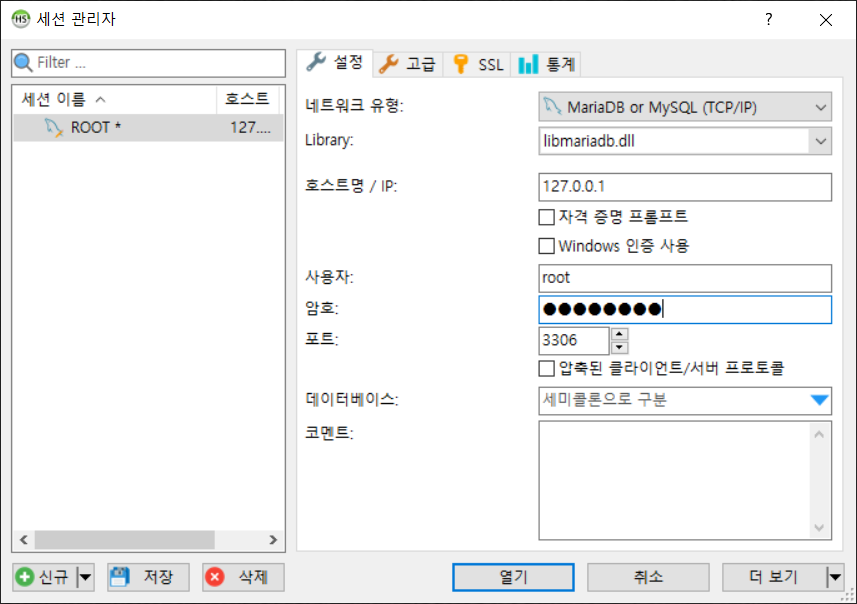 HS 세션 관리자
Filter ...
세션 이름 호스트
ROOT * 127....
설정 고급 SSL 통계
네트워크 유형: MariaDB or MySQL (TCP/IP)
Library: libmariadb.dll
호스트명 / IP: 127.0.0.1
자격 증명 프롬프트
Windows 인증 사용
사용자: root
암호: ●●●●●●●●
포트: 3306
압축된 클라이언트/서버 프로토콜
데이터베이스: 세미콜론으로 구분
코멘트:
신규 저장 삭제 열기 취소 더 보기